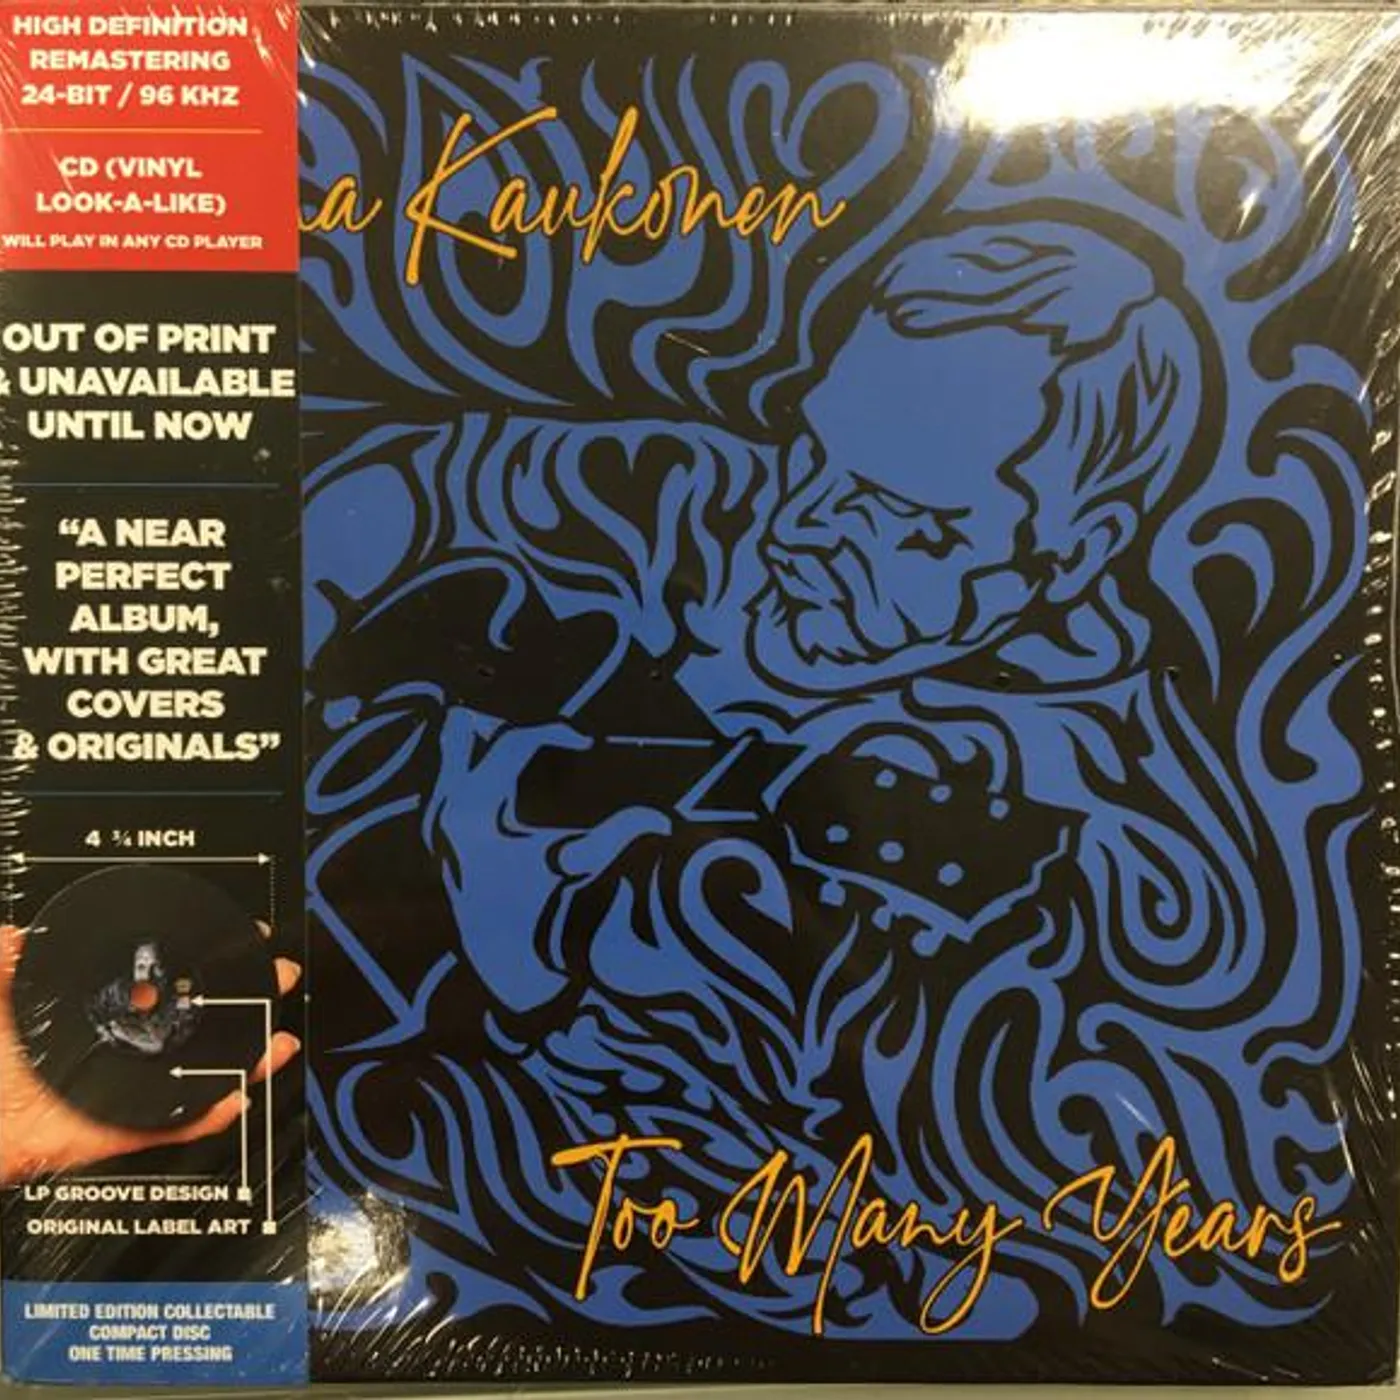 HIGH DEFINITION
REMASTERING
24-BIT / 96 KHZ
CD (VINYL
LOOK-A-LIKE)
WILL PLAY IN ANY CD PLAYER
OUT OF PRINT
& UNAVAILABLE
UNTIL NOW
“A NEAR
PERFECT
ALBUM,
WITH GREAT
COVERS
& ORIGINALS”
4 ¾ INCH
LP GROOVE DESIGN
ORIGINAL LABEL ART
LIMITED EDITION COLLECTABLE
COMPACT DISC
ONE TIME PRESSING
a Kaukonen
Too Many Years